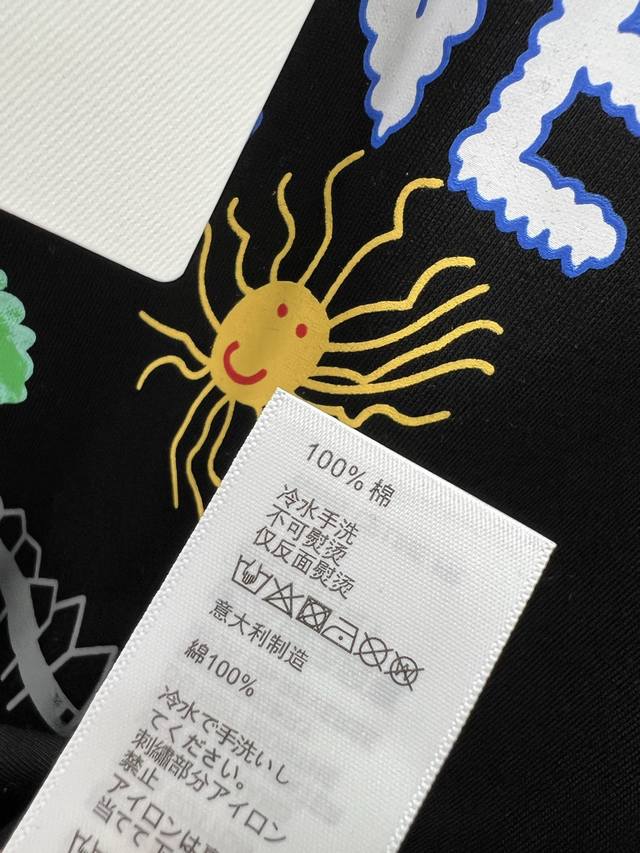 100% 棉
冷水手洗
不可熨烫
仅反面熨烫
意大利制造
綿100%
冷水で手洗いし
てください。
刺繍部分アイロン
禁止
アイロンは
当てて下